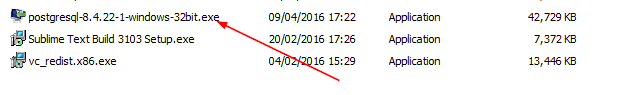 postgresql-8.4.22-1-windows-32bit.exe 09/04/2016 17:22 Application 42,729 KB
Sublime Text Build 3103 Setup.exe 20/02/2016 17:26 Application 7,372 KB
vc_redist.x86.exe 04/02/2016 15:29 Application 13,446 KB